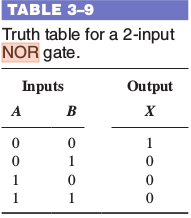 TABLE 3–9
Truth table for a 2-input
NOR gate.
Inputs Output
A B X
0 0 1
0 1 0
1 0 0
1 1 0